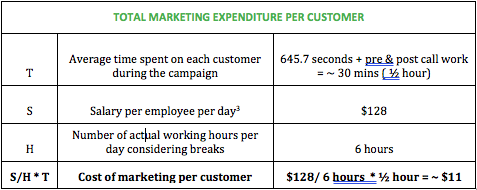 TOTAL MARKETING EXPENDITURE PER CUSTOMER
T
Average time spent on each customer
during the campaign
645.7 seconds + pre & post call work
= ~ 30 mins ( ½ hour)
S
Salary per employee per day³
$128
H
Number of actual working hours per
day considering breaks
6 hours
S/H * T
Cost of marketing per customer
$128/ 6 hours * ½ hour = ~ $11